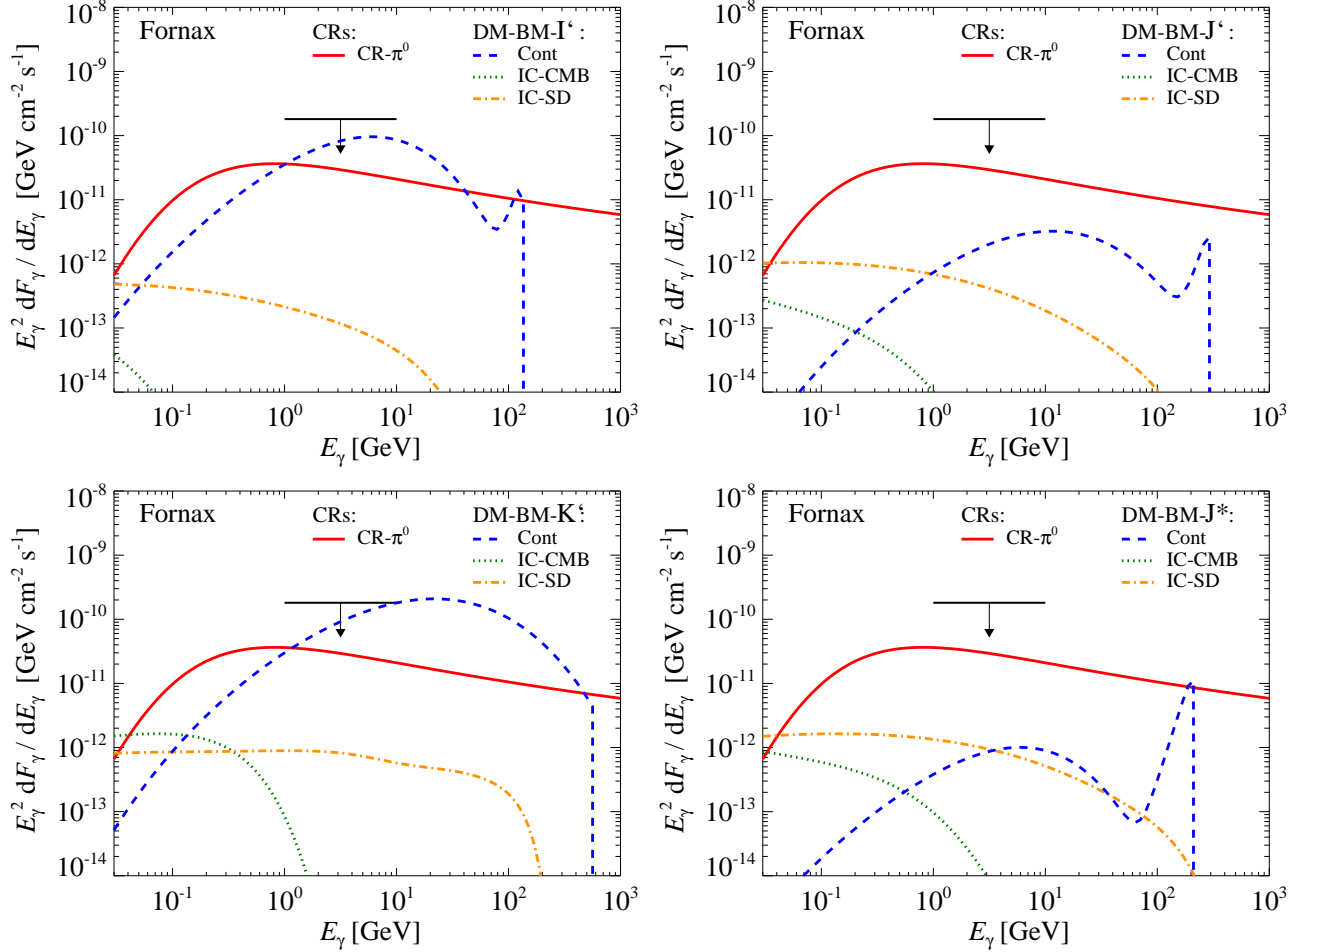 10⁻⁸
10⁻⁹
10⁻¹⁰
10⁻¹¹
10⁻¹²
10⁻¹³
10⁻¹⁴
E_γ² dF_γ / dE_γ [GeV cm⁻² s⁻¹]
Fornax
CRs:
CR-π⁰
DM-BM-I‘ :
Cont
IC-CMB
IC-SD
10⁻¹ 10⁰ 10¹ 10² 10³
E_γ [GeV]
10⁻⁸
10⁻⁹
10⁻¹⁰
10⁻¹¹
10⁻¹²
10⁻¹³
10⁻¹⁴
E_γ² dF_γ / dE_γ [GeV cm⁻² s⁻¹]
Fornax
CRs:
CR-π⁰
DM-BM-J‘ :
Cont
IC-CMB
IC-SD
10⁻¹ 10⁰ 10¹ 10² 10³
E_γ [GeV]
10⁻⁸
10⁻⁹
10⁻¹⁰
10⁻¹¹
10⁻¹²
10⁻¹³
10⁻¹⁴
E_γ² dF_γ / dE_γ [GeV cm⁻² s⁻¹]
Fornax
CRs:
CR-π⁰
DM-BM-K‘:
Cont
IC-CMB
IC-SD
10⁻¹ 10⁰ 10¹ 10² 10³
E_γ [GeV]
10⁻⁸
10⁻⁹
10⁻¹⁰
10⁻¹¹
10⁻¹²
10⁻¹³
10⁻¹⁴
E_γ² dF_γ / dE_γ [GeV cm⁻² s⁻¹]
Fornax
CRs:
CR-π⁰
DM-BM-J*:
Cont
IC-CMB
IC-SD
10⁻¹ 10⁰ 10¹ 10² 10³
E_γ [GeV]